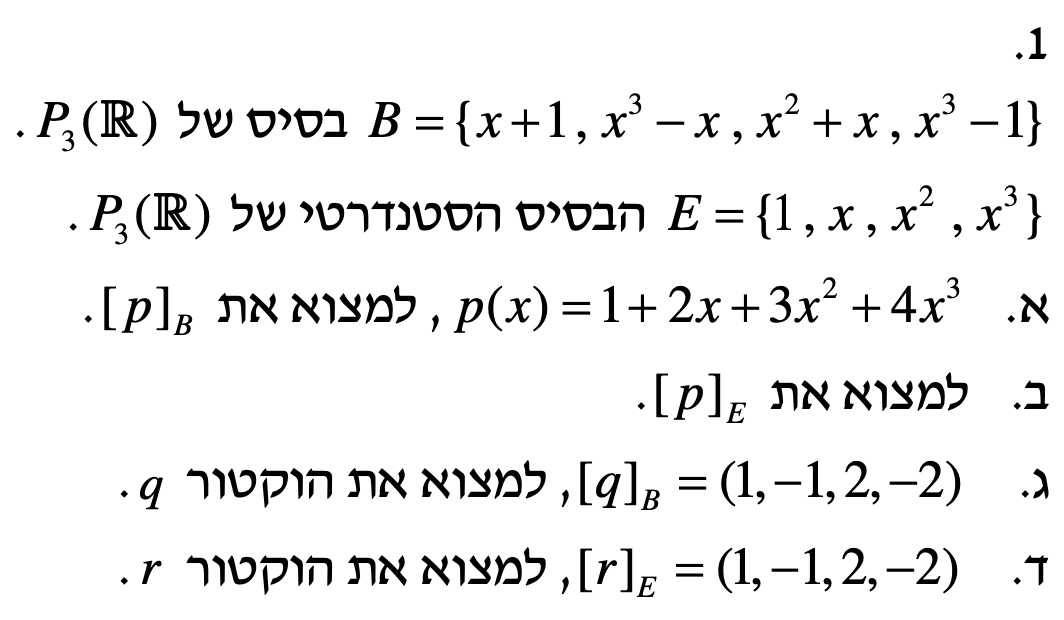 1.
B = {x+1, x³ − x, x² + x, x³ −1} בסיס של P₃(ℝ).
E = {1, x, x², x³} הבסיס הסטנדרטי של P₃(ℝ).
א. p(x) = 1+2x+3x² +4x³, למצוא את [p]_B.
ב. למצוא את [p]_E.
ג. [q]_B = (1,−1,2,−2), למצוא את הוקטור q.
ד. [r]_E = (1,−1,2,−2), למצוא את הוקטור r.